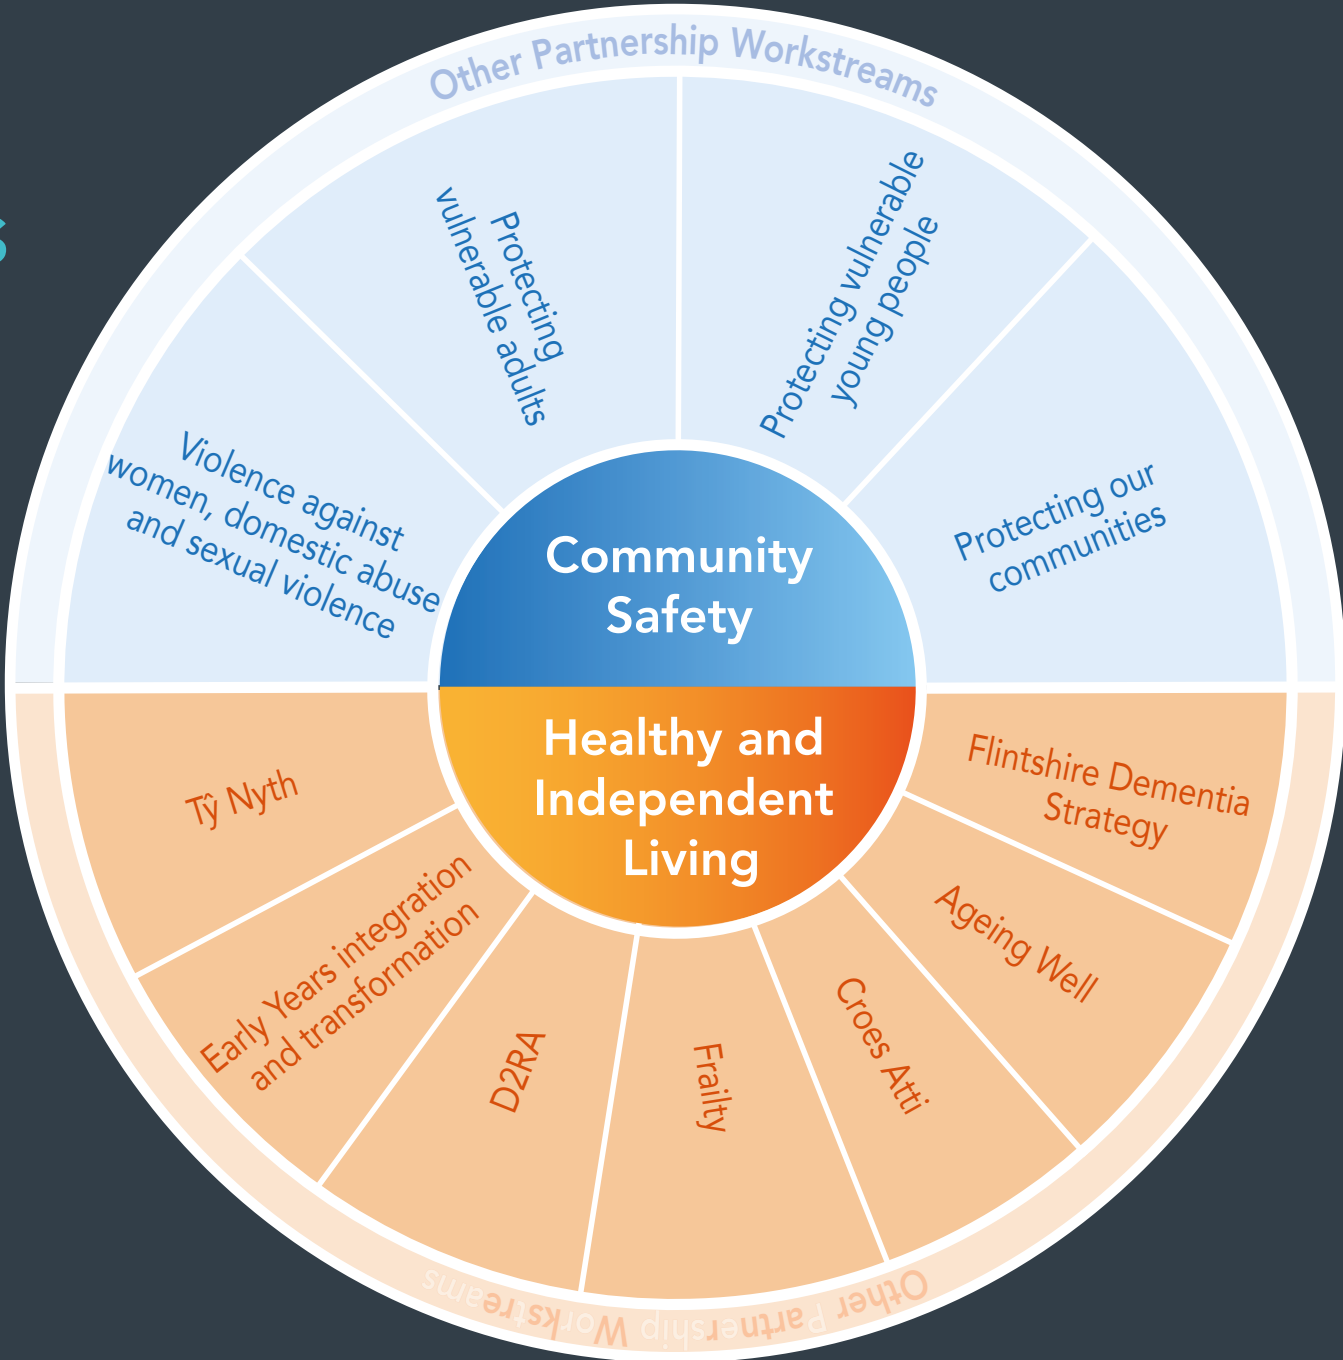 Other Partnership Workstreams
Protecting
vulnerable adults
Protecting vulnerable
young people
Violence against
women, domestic abuse
and sexual violence
Protecting our
communities
Community
Safety
Healthy and
Independent
Living
Tŷ Nyth
Early Years integration
and transformation
D2RA
Frailty
Croes Atti
Ageing Well
Flintshire Dementia
Strategy
Other Partnership Workstreams